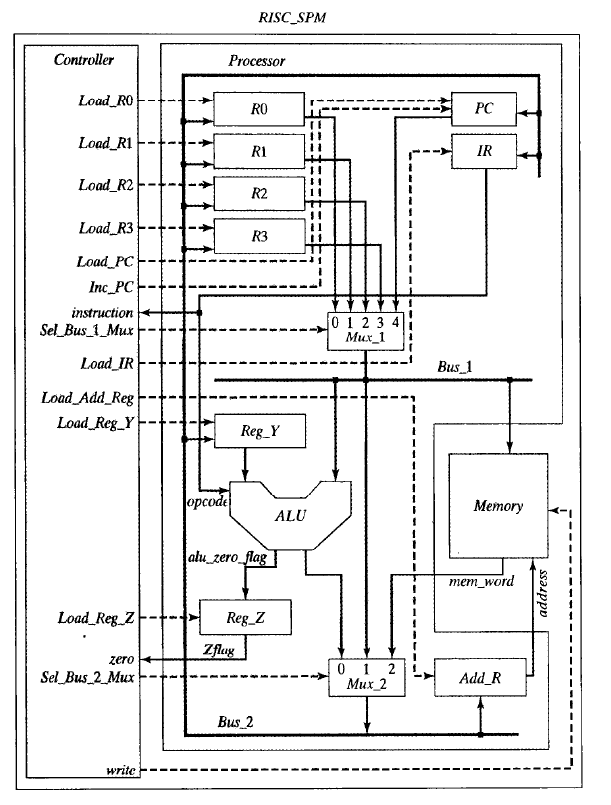 RISC_SPM
Controller
Processor
Load_R0
R0
PC
Load_R1
R1
IR
Load_R2
R2
Load_R3
R3
Load_PC
Inc_PC
instruction
0 1 2 3 4
Sel_Bus_1_Mux
Mux_1
Load_IR
Bus_1
Load_Add_Reg
Load_Reg_Y
Reg_Y
opcode
ALU
Memory
alu_zero_flag
mem_word
address
Load_Reg_Z
Reg_Z
Zflag
zero
0 1 2
Sel_Bus_2_Mux
Mux_2
Add_R
Bus_2
write